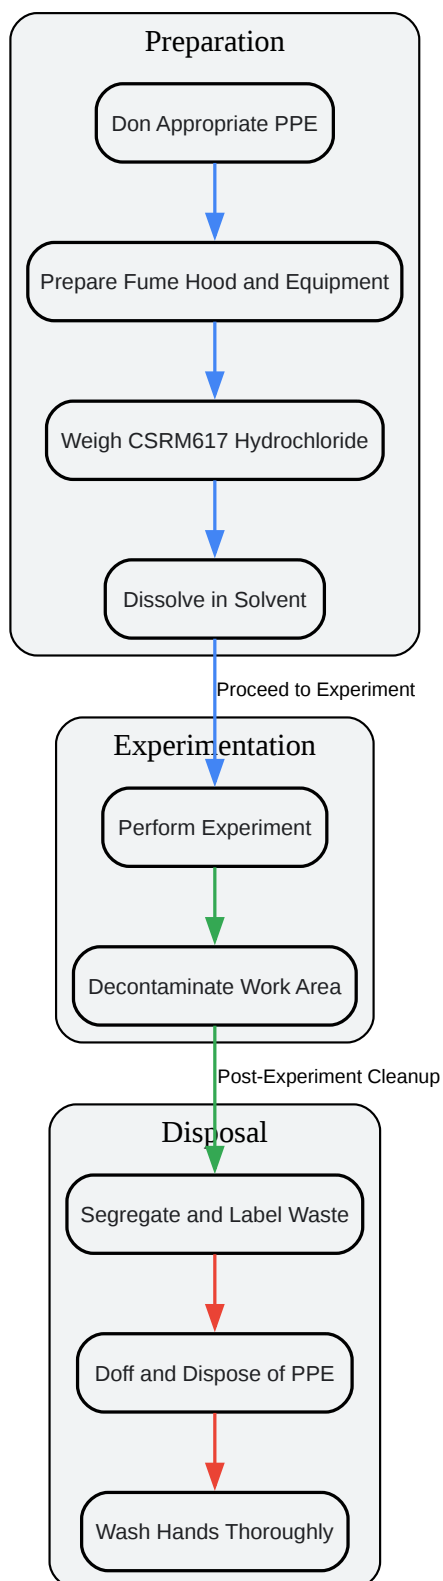 Preparation
Don Appropriate PPE
Prepare Fume Hood and Equipment
Weigh CSRM617 Hydrochloride
Dissolve in Solvent
Proceed to Experiment
Experimentation
Perform Experiment
Decontaminate Work Area
Post-Experiment Cleanup
Disposal
Segregate and Label Waste
Doff and Dispose of PPE
Wash Hands Thoroughly